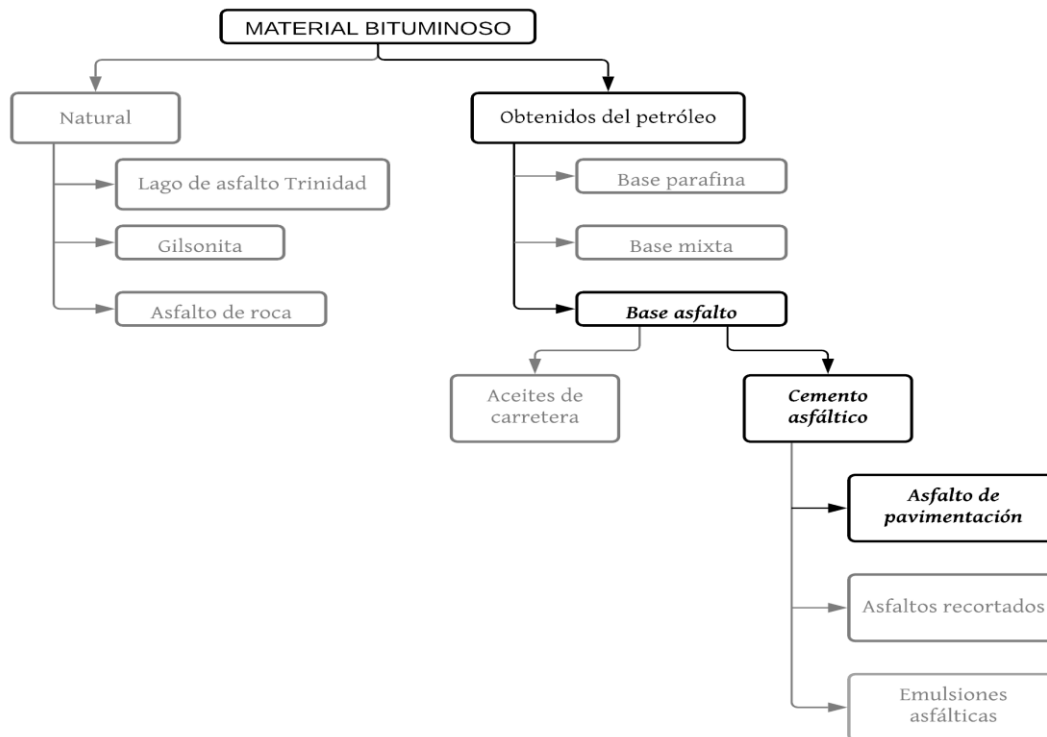 MATERIAL BITUMINOSO
Natural
Obtenidos del petróleo
Lago de asfalto Trinidad
Base parafina
Gilsonita
Base mixta
Asfalto de roca
Base asfalto
Aceites de
carretera
Cemento
asfáltico
Asfalto de
pavimentación
Asfaltos recortados
Emulsiones
asfálticas